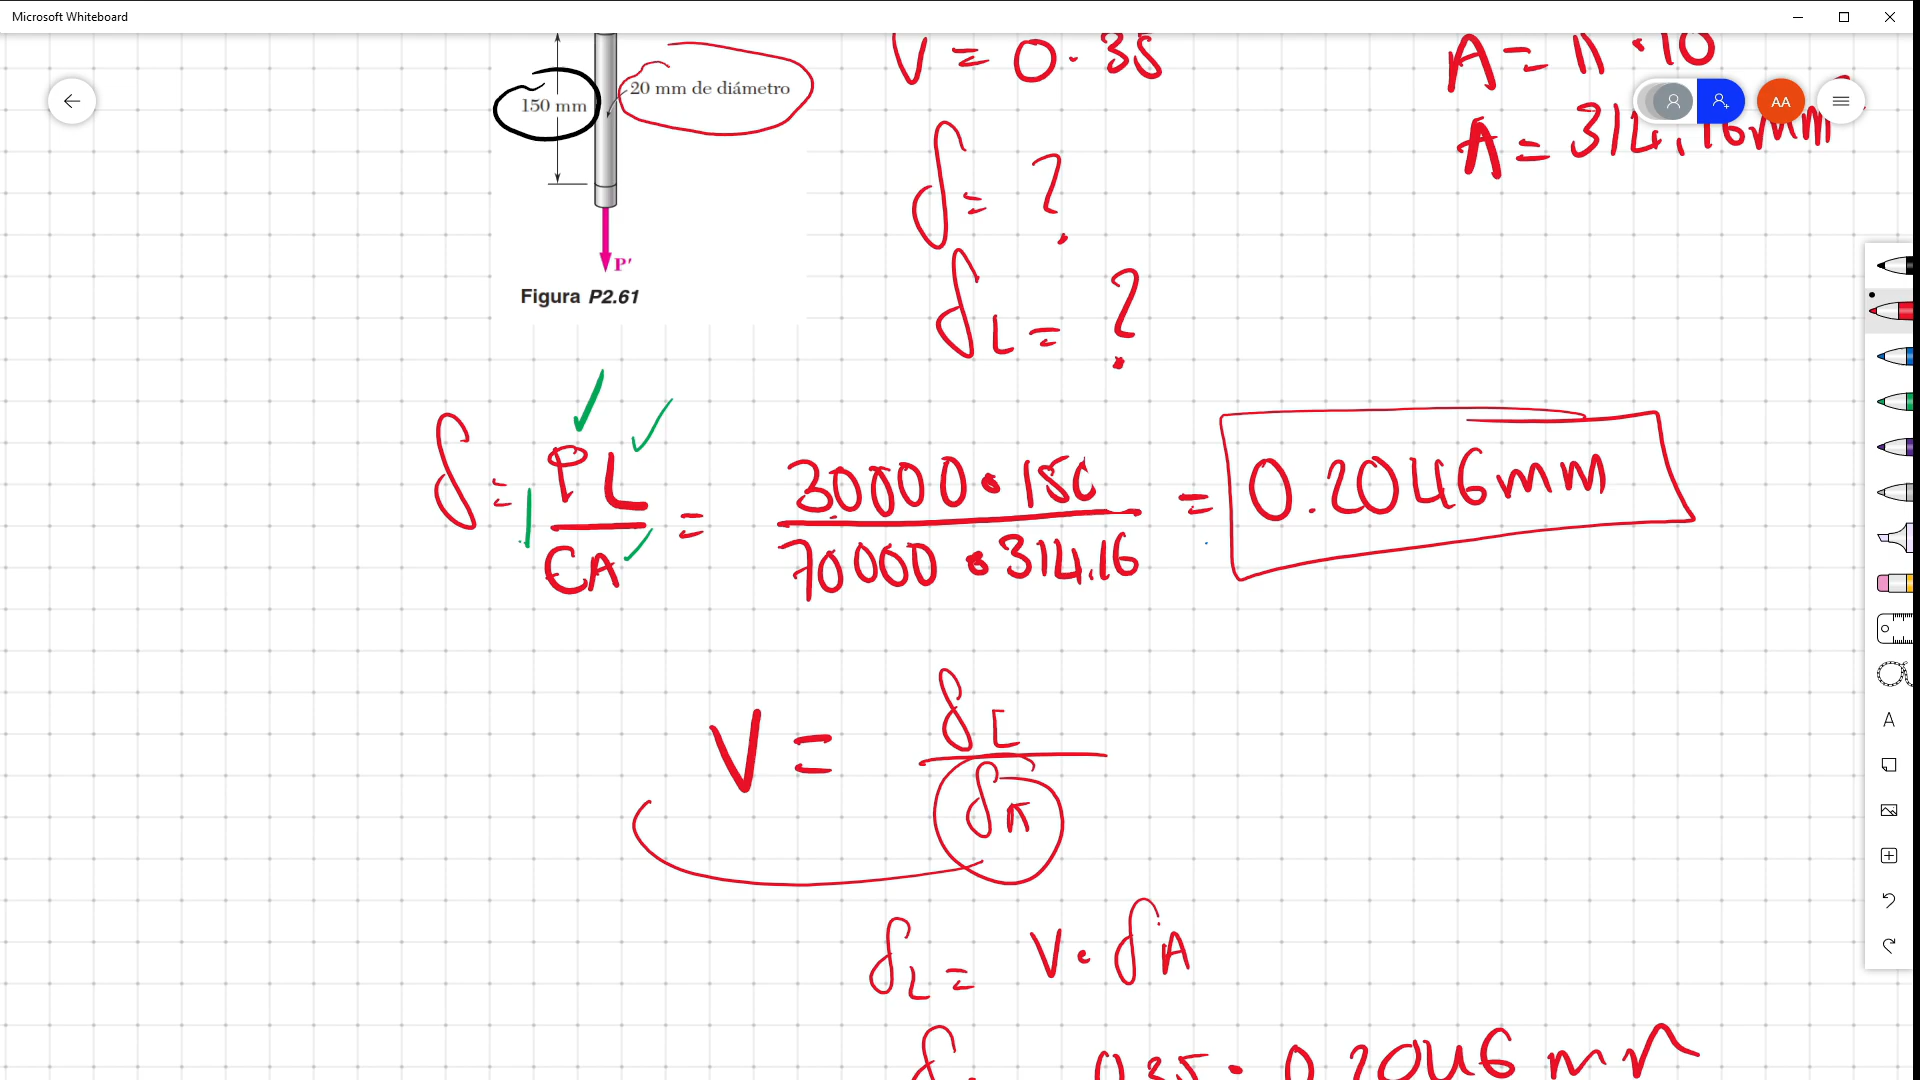 Microsoft Whiteboard
V = 0.35
A = π · 10
A = 314,16mm
AA
150 mm
20 mm de diámetro
P'
Figura P2.61
δ = ?
δL = ?
δ = PL / EA = 30000 · 150 / 70000 · 314.16 = 0.2046mm
V = δL / δA
δL = V · δA
0.35 · 0.2046 mm
A